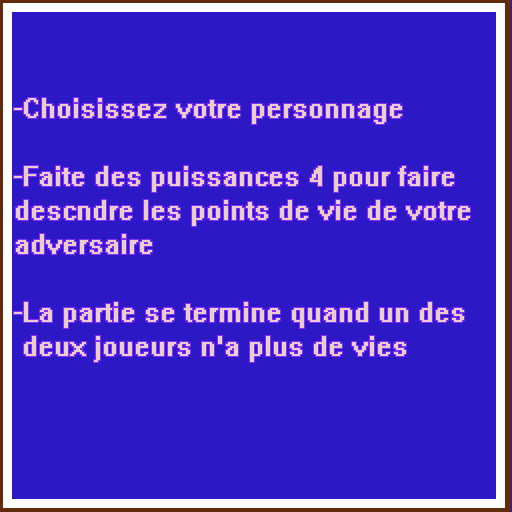 -Choisissez votre personnage
-Faite des puissances 4 pour faire
descndre les points de vie de votre
adversaire
-La partie se termine quand un des
deux joueurs n'a plus de vies